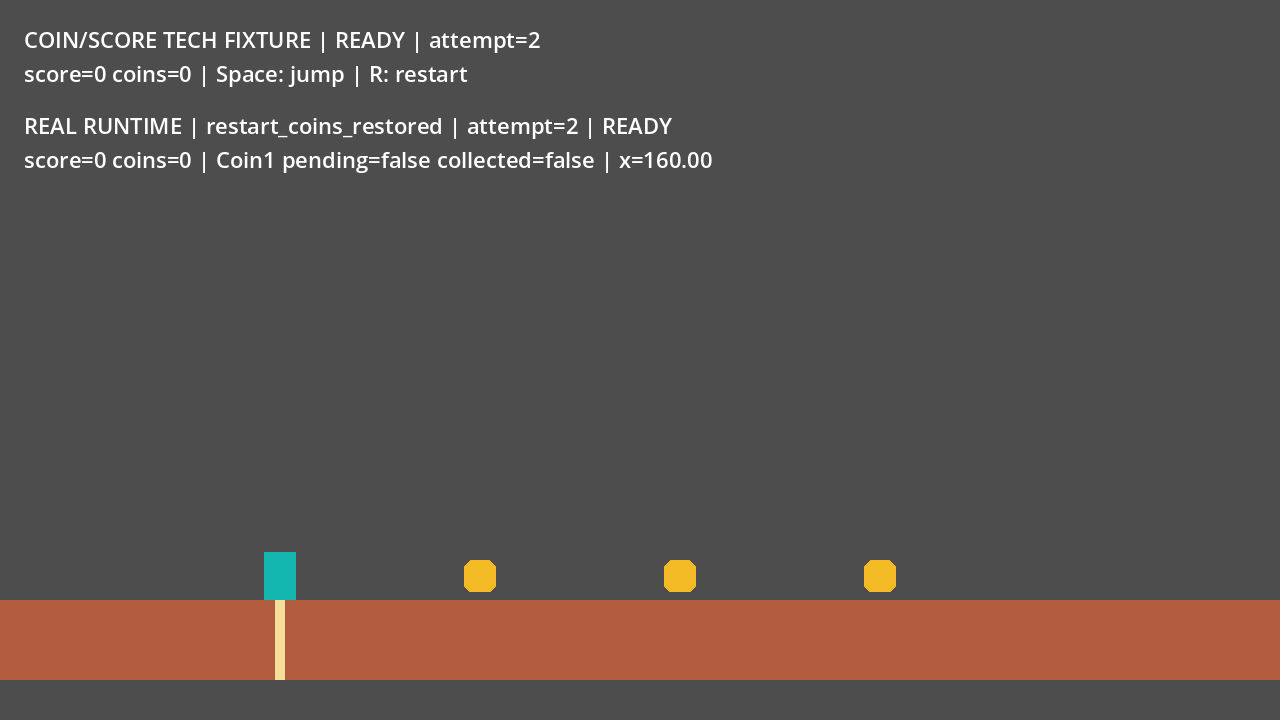 COIN/SCORE TECH FIXTURE | READY | attempt=2
score=0 coins=0 | Space: jump | R: restart
REAL RUNTIME | restart_coins_restored | attempt=2 | READY
score=0 coins=0 | Coin1 pending=false collected=false | x=160.00